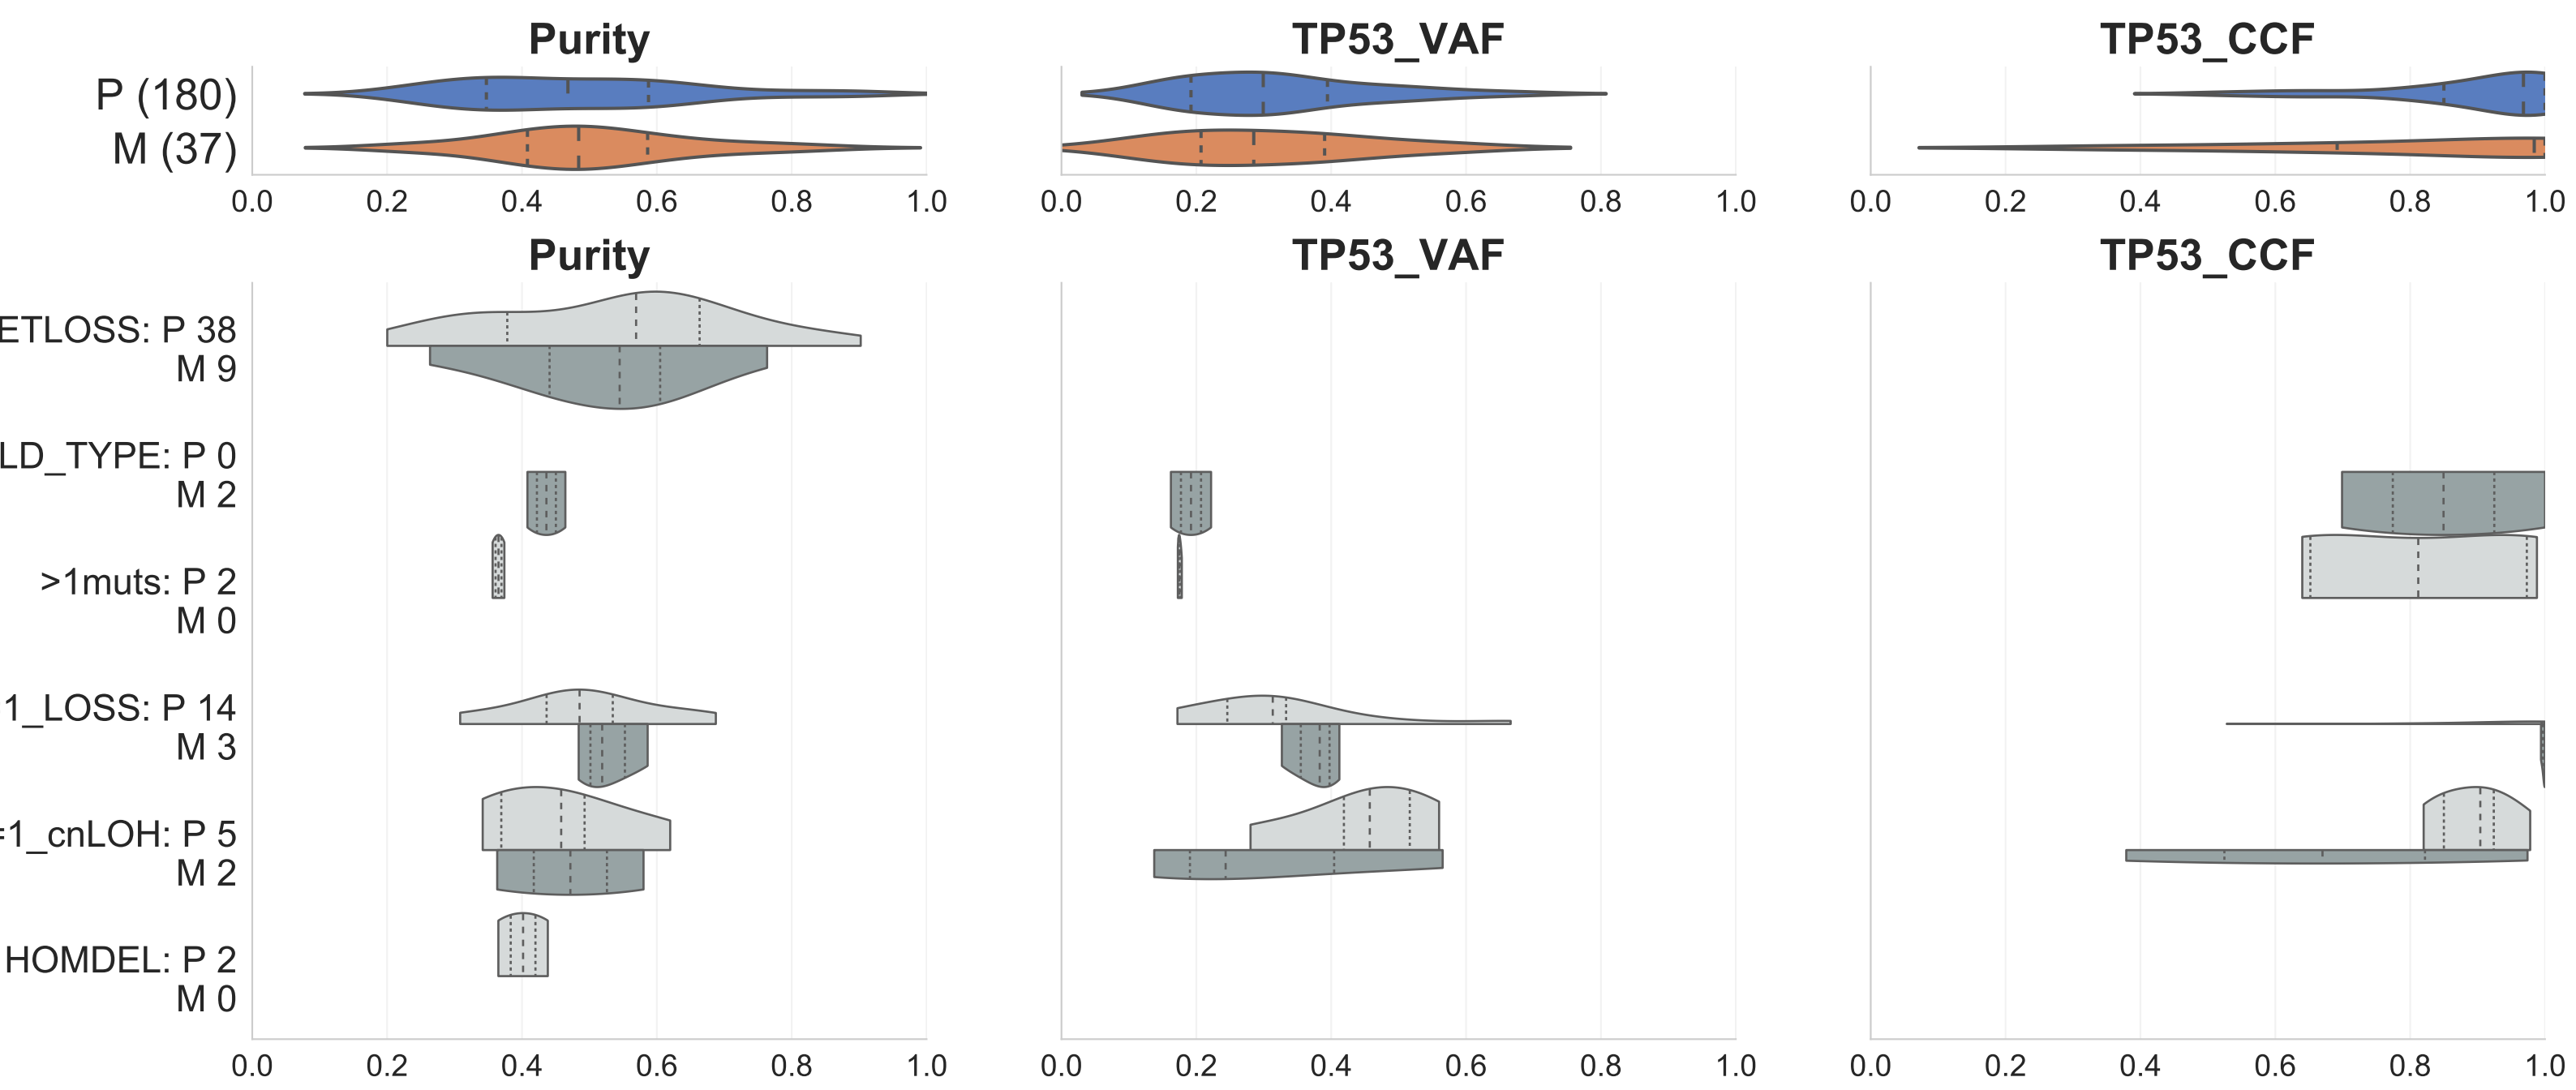 Purity TP53_VAF TP53_CCF
P (180)
M (37)
0.0 0.2 0.4 0.6 0.8 1.0 0.0 0.2 0.4 0.6 0.8 1.0 0.0 0.2 0.4 0.6 0.8 1.0
Purity TP53_VAF TP53_CCF
ETLOSS: P 38
M 9
LD_TYPE: P 0
M 2
>1muts: P 2
M 0
1_LOSS: P 14
M 3
=1_cnLOH: P 5
M 2
HOMDEL: P 2
M 0
0.0 0.2 0.4 0.6 0.8 1.0 0.0 0.2 0.4 0.6 0.8 1.0 0.0 0.2 0.4 0.6 0.8 1.0